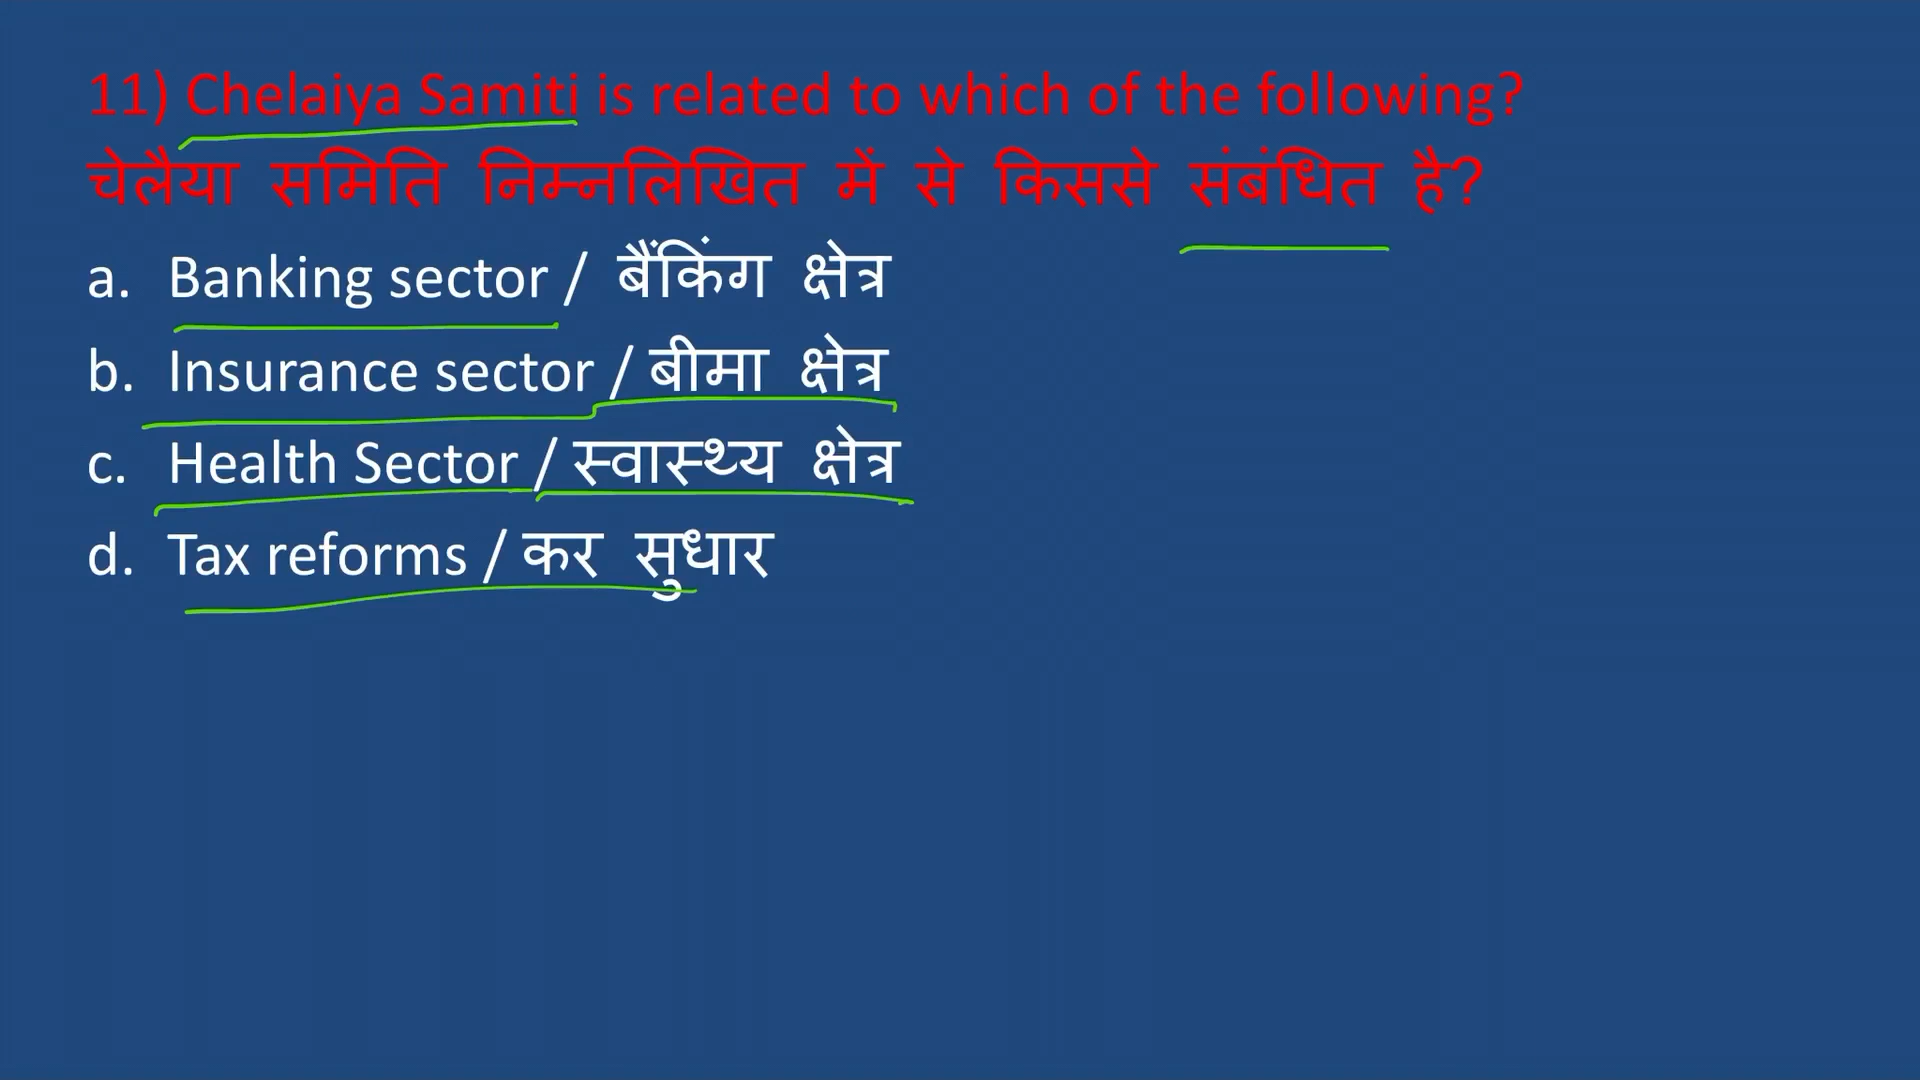 11) Chelaiya Samiti is related to which of the following?
चेलैया समिति निम्नलिखित में से किससे संबंधित है?
a. Banking sector / बैंकिंग क्षेत्र
b. Insurance sector / बीमा क्षेत्र
c. Health Sector / स्वास्थ्य क्षेत्र
d. Tax reforms / कर सुधार